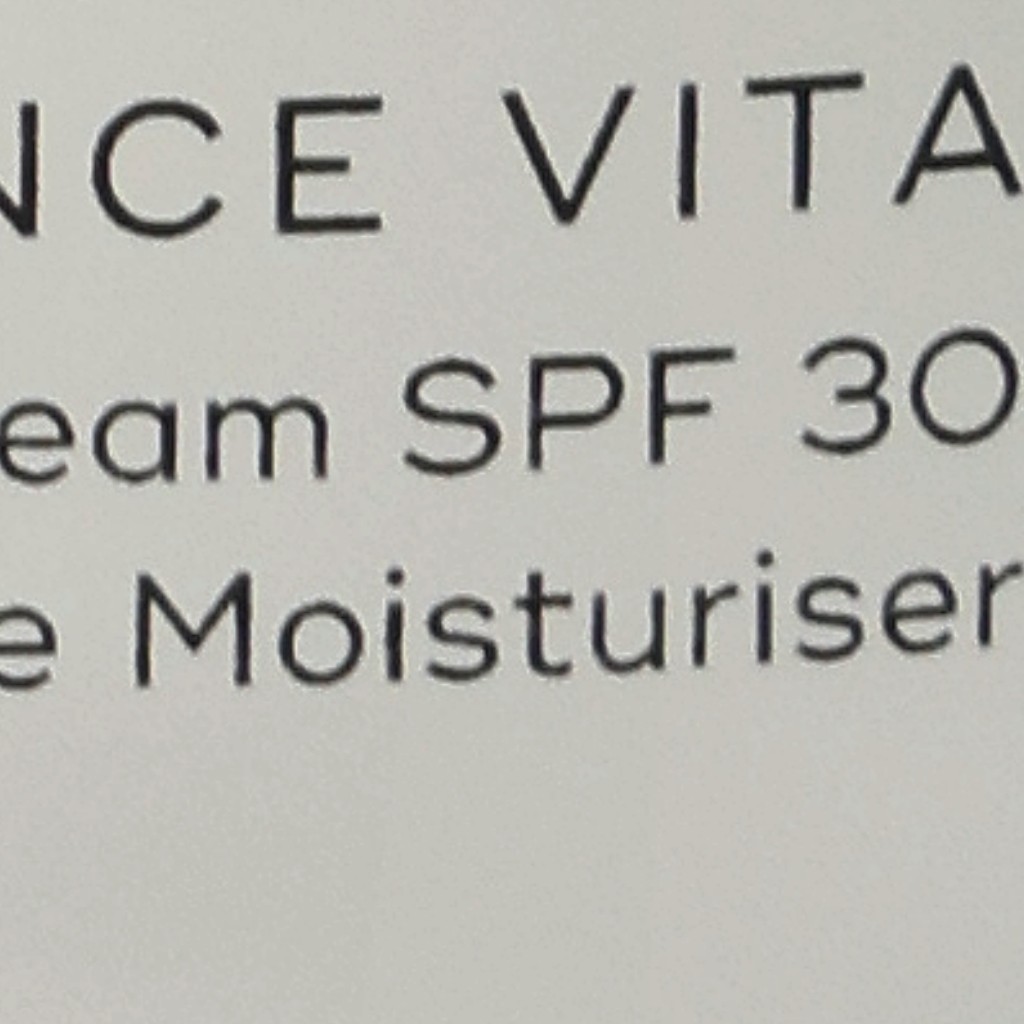 NCE VITA
eam SPF 30
e Moisturiser